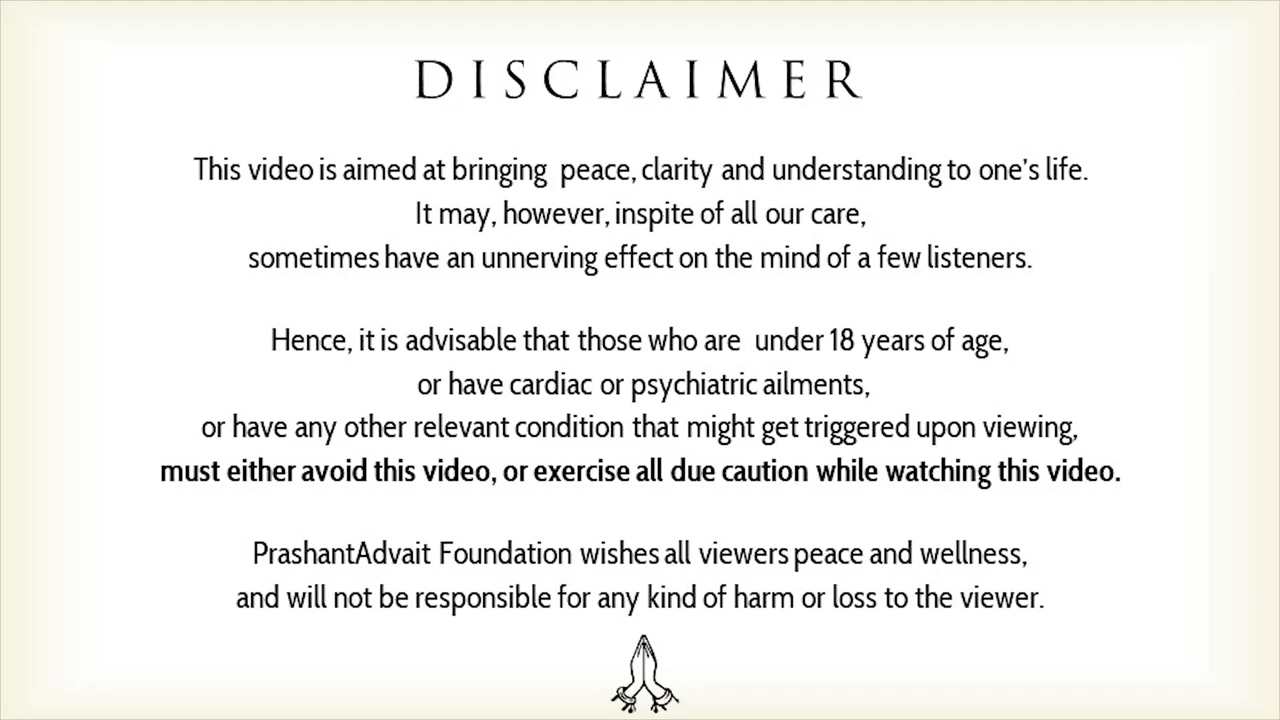 DISCLAIMER
This video is aimed at bringing peace, clarity and understanding to one's life.
It may, however, inspite of all our care,
sometimes have an unnerving effect on the mind of a few listeners.
Hence, it is advisable that those who are under 18 years of age,
or have cardiac or psychiatric ailments,
or have any other relevant condition that might get triggered upon viewing,
must either avoid this video, or exercise all due caution while watching this video.
PrashantAdvait Foundation wishes all viewers peace and wellness,
and will not be responsible for any kind of harm or loss to the viewer.